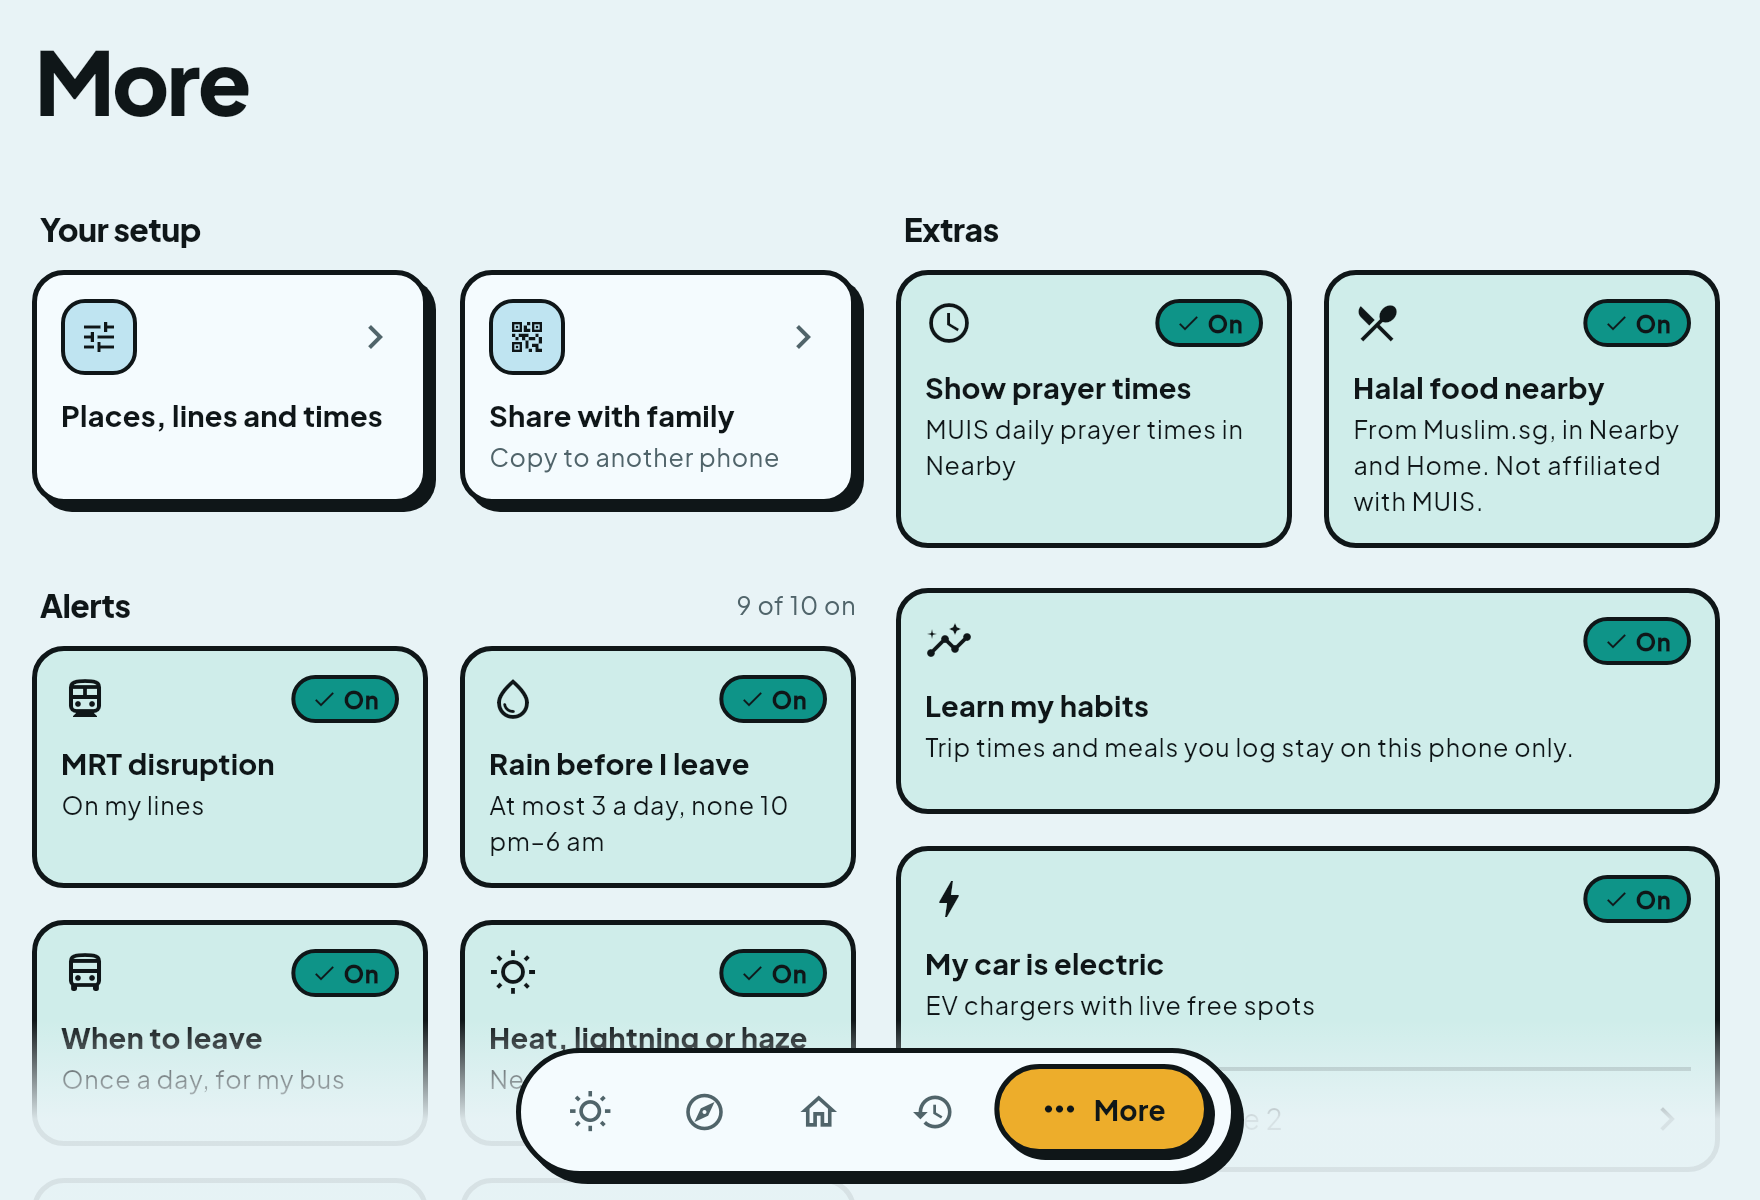 More
Your setup
Places, lines and times
Share with family
Copy to another phone
Alerts
9 of 10 on
On
MRT disruption
On my lines
On
Rain before I leave
At most 3 a day, none 10
pm–6 am
On
When to leave
Once a day, for my bus
On
Heat, lightning or haze
Extras
On
Show prayer times
MUIS daily prayer times in
Nearby
On
Halal food nearby
From Muslim.sg, in Nearby
and Home. Not affiliated
with MUIS.
On
Learn my habits
Trip times and meals you log stay on this phone only.
On
My car is electric
EV chargers with live free spots
More